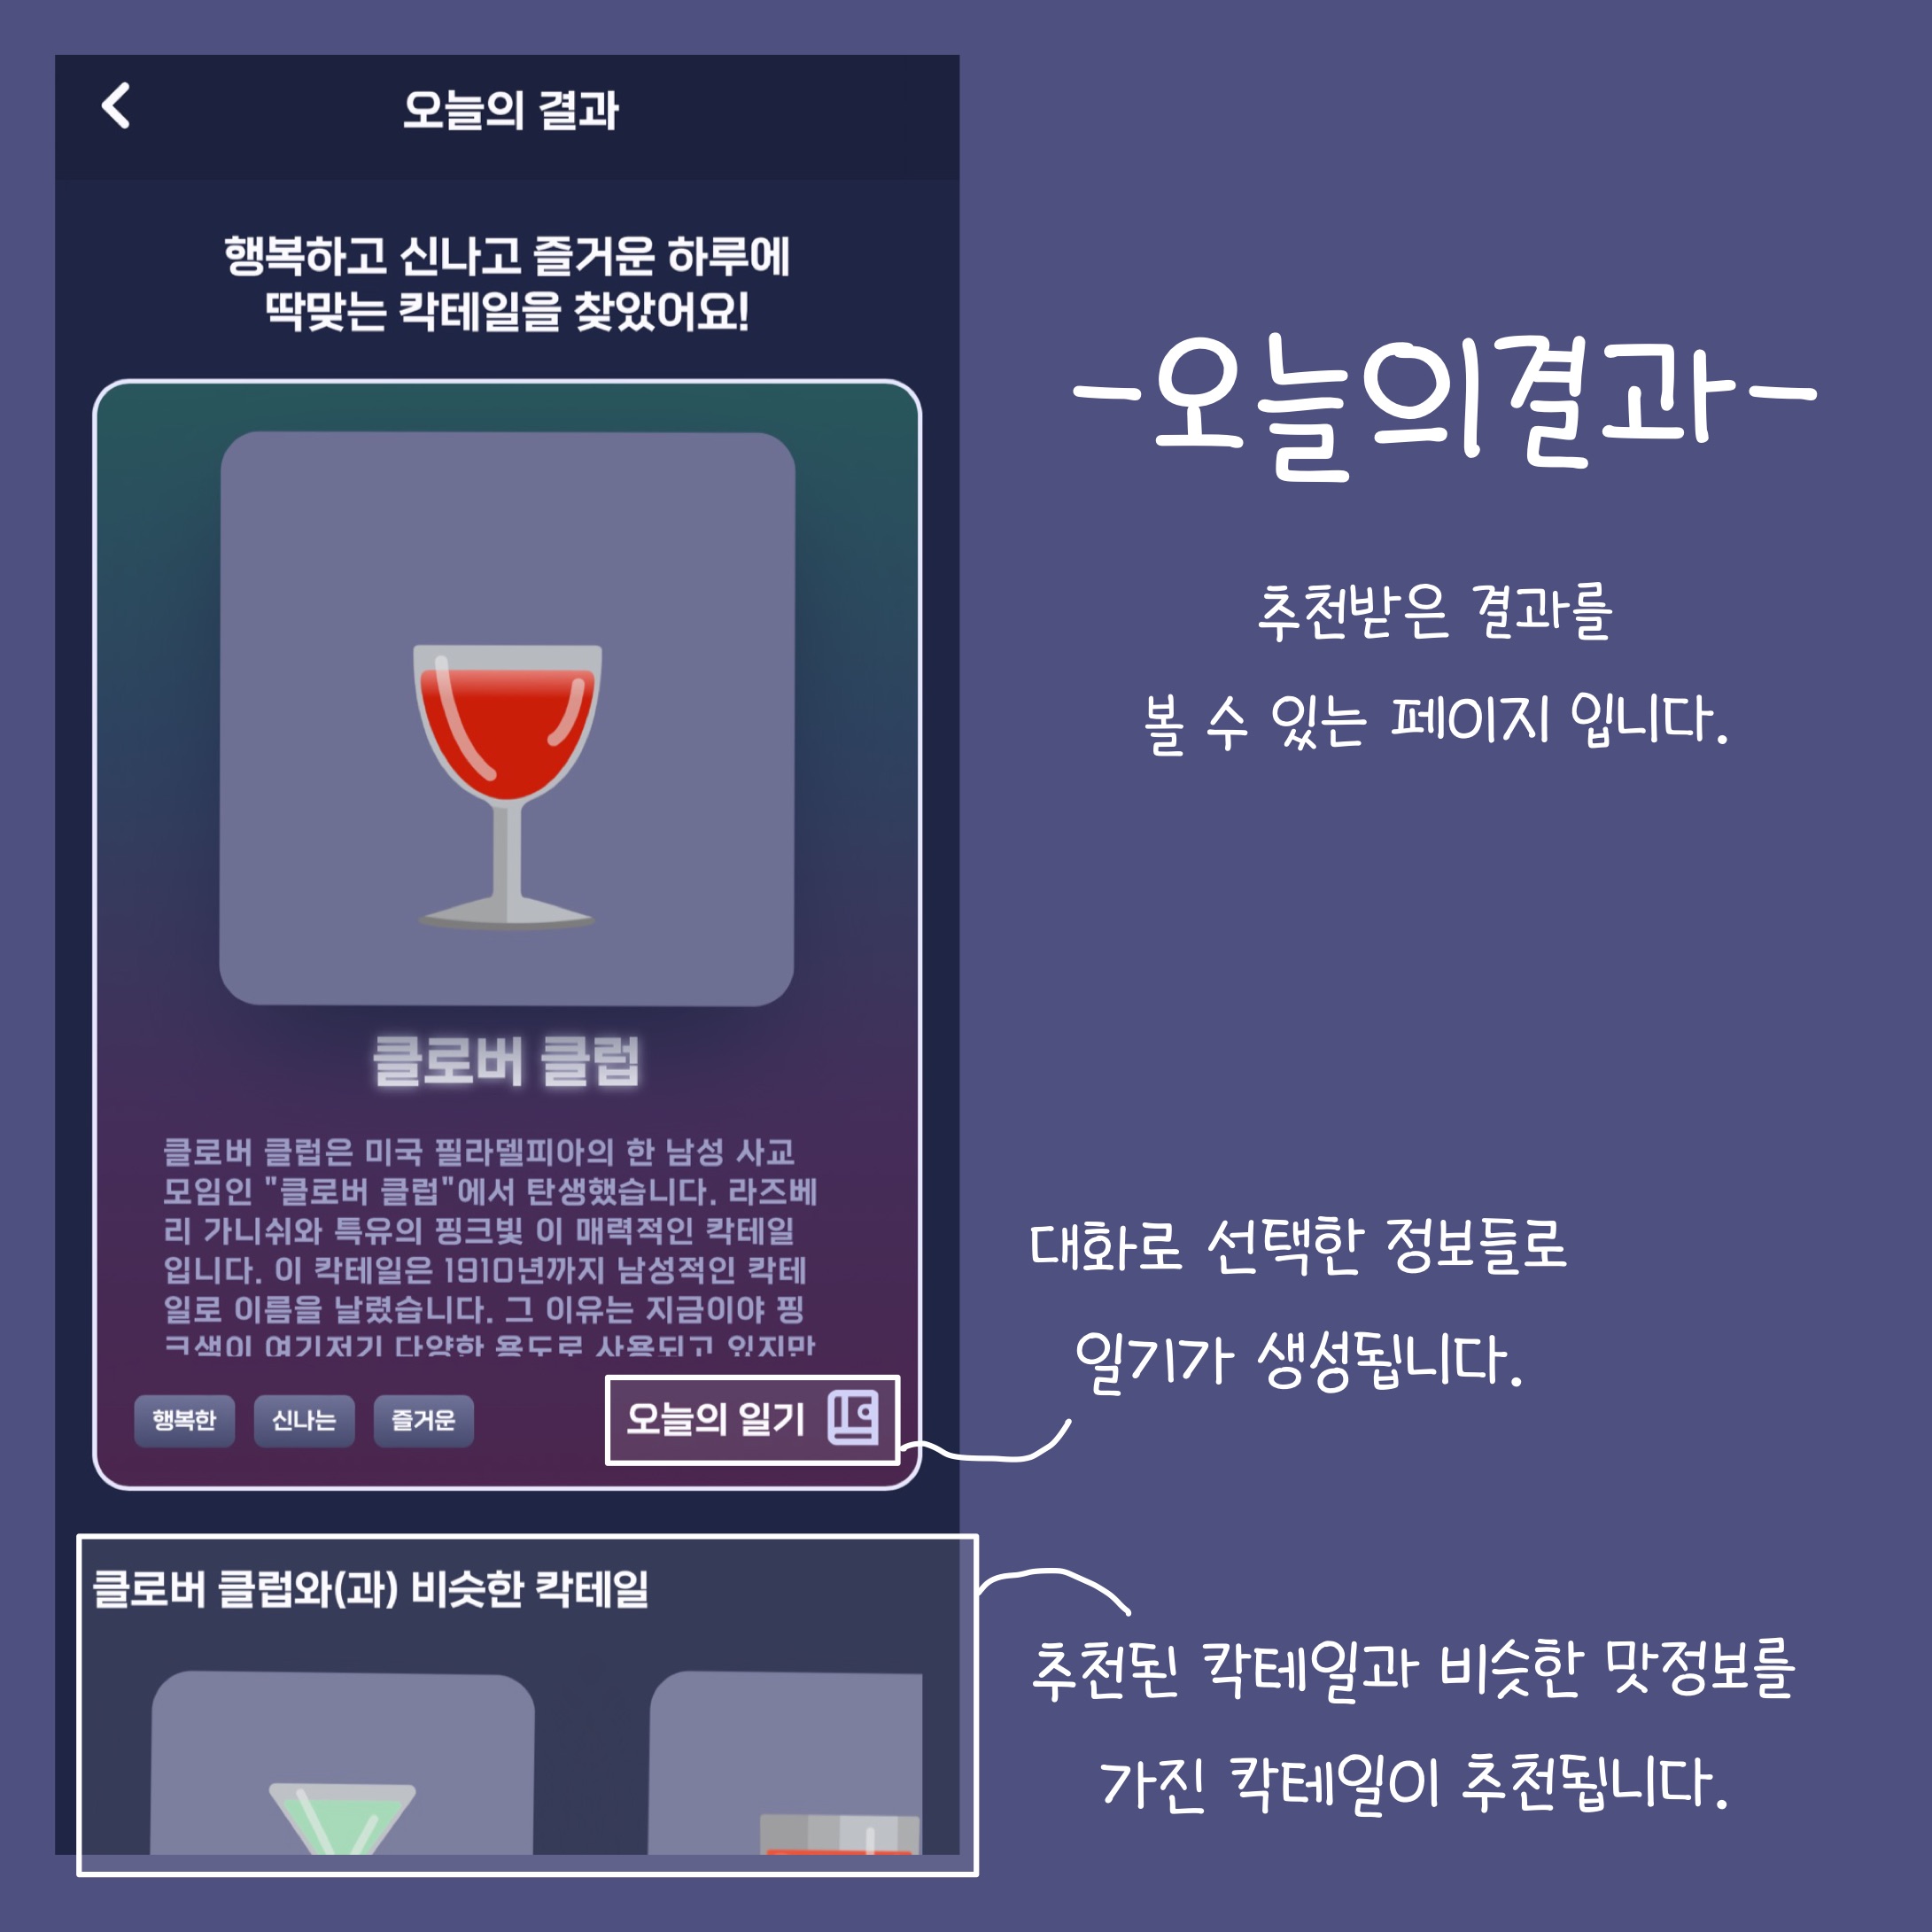 오늘의 결과
행복하고 신나고 즐거운 하루에
딱맞는 칵테일을 찾았어요!
클로버 클럽
클로버 클럽은 미국 필라델피아의 한 남성 사교
모임인 "클로버 클럽"에서 탄생했습니다. 라즈베
리 가니쉬와 특유의 핑크빛 이 매력적인 칵테일
입니다. 이 칵테일은 1910년까지 남성적인 칵테
일로 이름을 날렸습니다. 그 이유는 지금이야 핑
크색이 여기저기 다양한 용도로 사용되고 있지만
행복한
신나는
즐거운
오늘의 일기
클로버 클럽와(과) 비슷한 칵테일
-오늘의결과-
추천받은 결과를
볼 수 있는 페이지 입니다.
대화로 선택한 정보들로
일기가 생성됩니다.
추천된 칵테일과 비슷한 맛정보를
가진 칵테일이 추천됩니다.